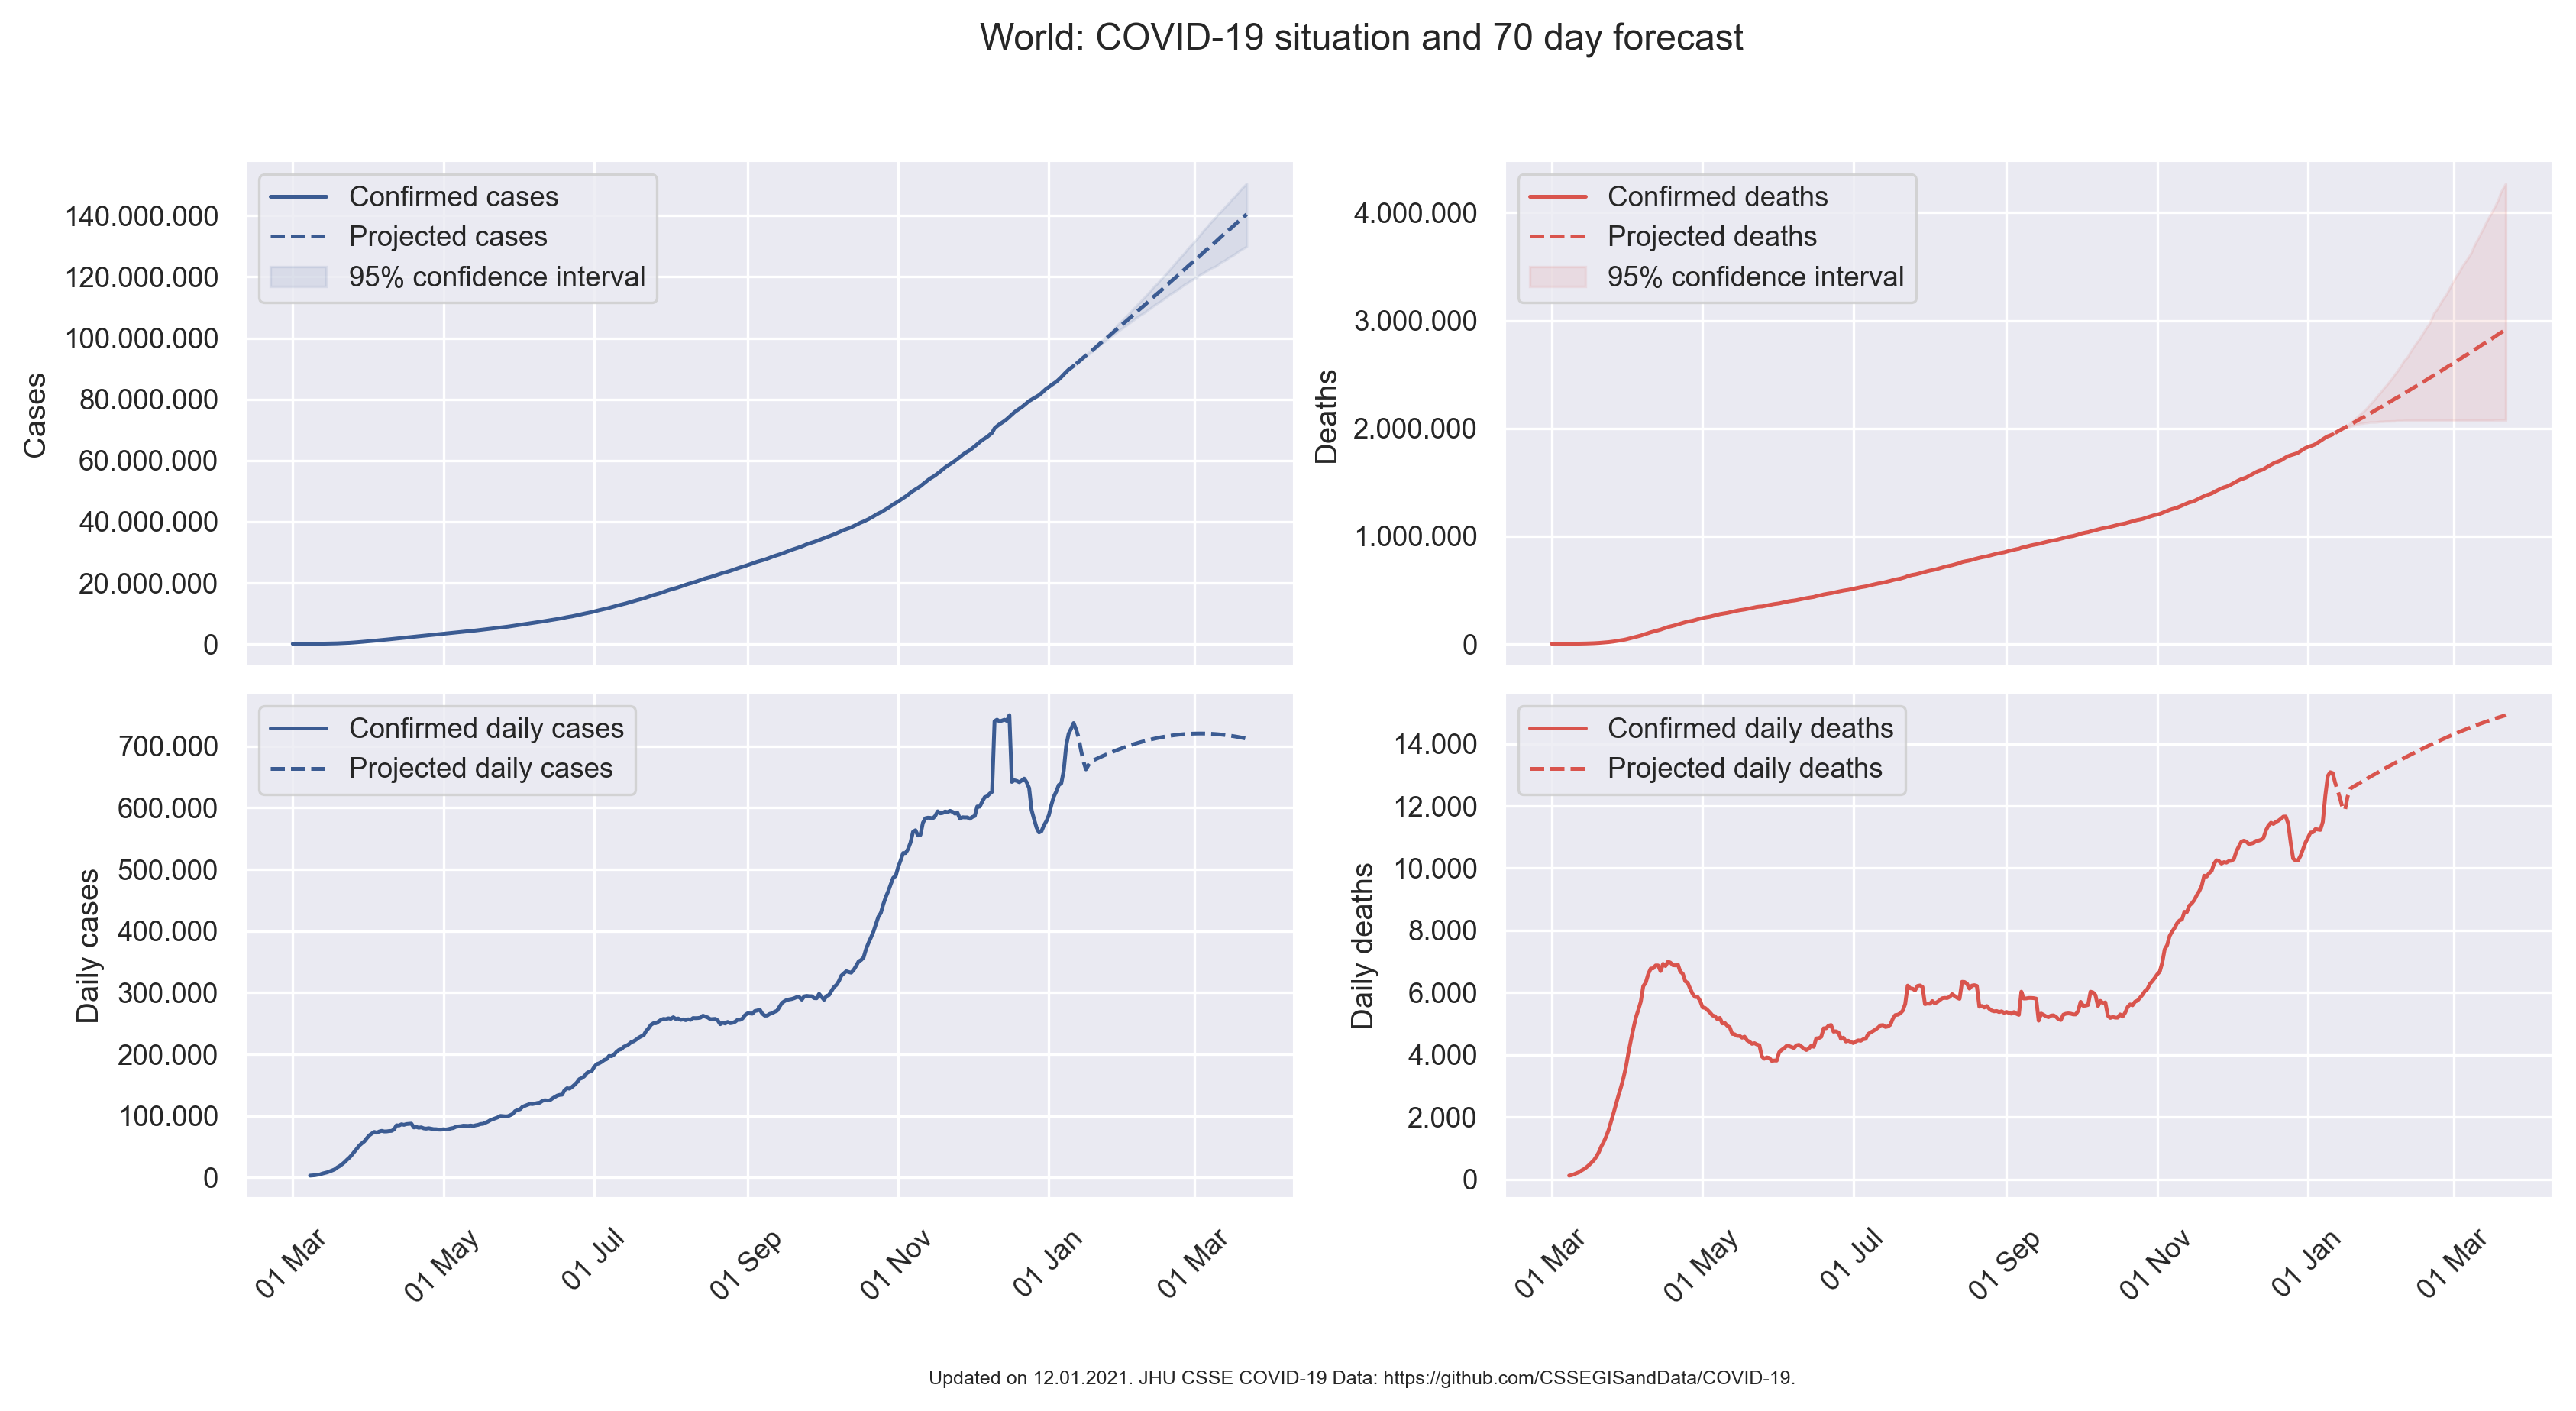 World: COVID-19 situation and 70 day forecast
Cases
140.000.000
120.000.000
100.000.000
80.000.000
60.000.000
40.000.000
20.000.000
0
Confirmed cases
Projected cases
95% confidence interval
Deaths
4.000.000
3.000.000
2.000.000
1.000.000
0
Confirmed deaths
Projected deaths
95% confidence interval
Daily cases
700.000
600.000
500.000
400.000
300.000
200.000
100.000
0
Confirmed daily cases
Projected daily cases
01 Mar
01 May
01 Jul
01 Sep
01 Nov
01 Jan
01 Mar
Daily deaths
14.000
12.000
10.000
8.000
6.000
4.000
2.000
0
Confirmed daily deaths
Projected daily deaths
01 Mar
01 May
01 Jul
01 Sep
01 Nov
01 Jan
01 Mar
Updated on 12.01.2021. JHU CSSE COVID-19 Data: https://github.com/CSSEGISandData/COVID-19.